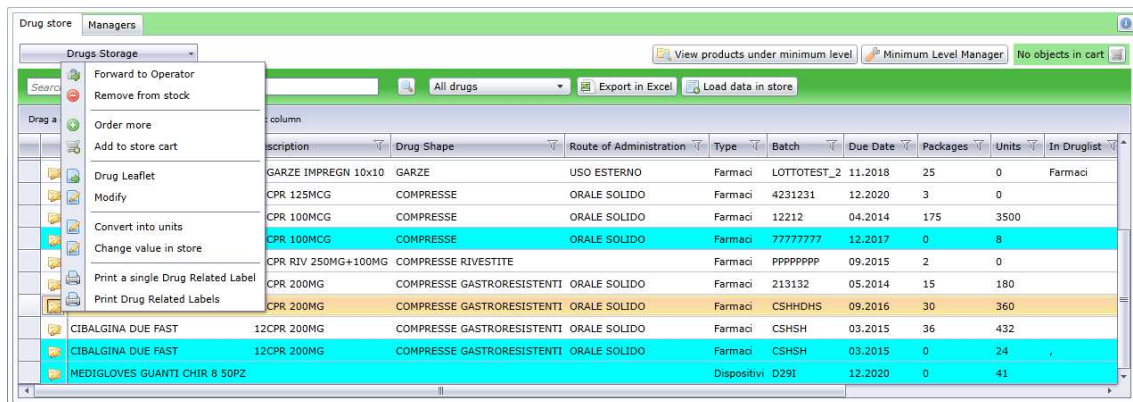 Drug store Managers
Drugs Storage View products under minimum level Minimum Level Manager No objects in cart
Forward to Operator
Searc All drugs Export in Excel Load data in store
Remove from stock
Drag a column
Order more
Add to store cart
scription Drug Shape Route of Administration Type Batch Due Date Packages Units In Druglist
Drug Leaflet
GARZE IMPREGN 10x10 GARZE USO ESTERNO Farmaci LOTTOTEST_2 11.2018 25 0 Farmaci
Modify
CPR 125MCG COMPRESSE ORALE SOLIDO Farmaci 4231231 12.2020 3 0
CPR 100MCG COMPRESSE ORALE SOLIDO Farmaci 12212 04.2014 175 3500
Convert into units
CPR 100MCG COMPRESSE ORALE SOLIDO Farmaci 77777777 12.2017 0 8
Change value in store
CPR RIV 250MG+100MG COMPRESSE RIVESTITE Farmaci PPPPPPPP 09.2015 2 0
Print a single Drug Related Label
CPR 200MG COMPRESSE GASTRORESISTENTI ORALE SOLIDO Farmaci 213132 05.2014 15 180
Print Drug Related Labels
CPR 200MG COMPRESSE GASTRORESISTENTI ORALE SOLIDO Farmaci CSHHDHS 09.2016 30 360
CIBALGINA DUE FAST 12CPR 200MG COMPRESSE GASTRORESISTENTI ORALE SOLIDO Farmaci CSHSH 03.2015 36 432
CIBALGINA DUE FAST 12CPR 200MG COMPRESSE GASTRORESISTENTI ORALE SOLIDO Farmaci CSHSH 03.2015 0 24 ,
MEDIGLOVES GUANTI CHIR 8 50PZ Dispositivi D29I 12.2020 0 41